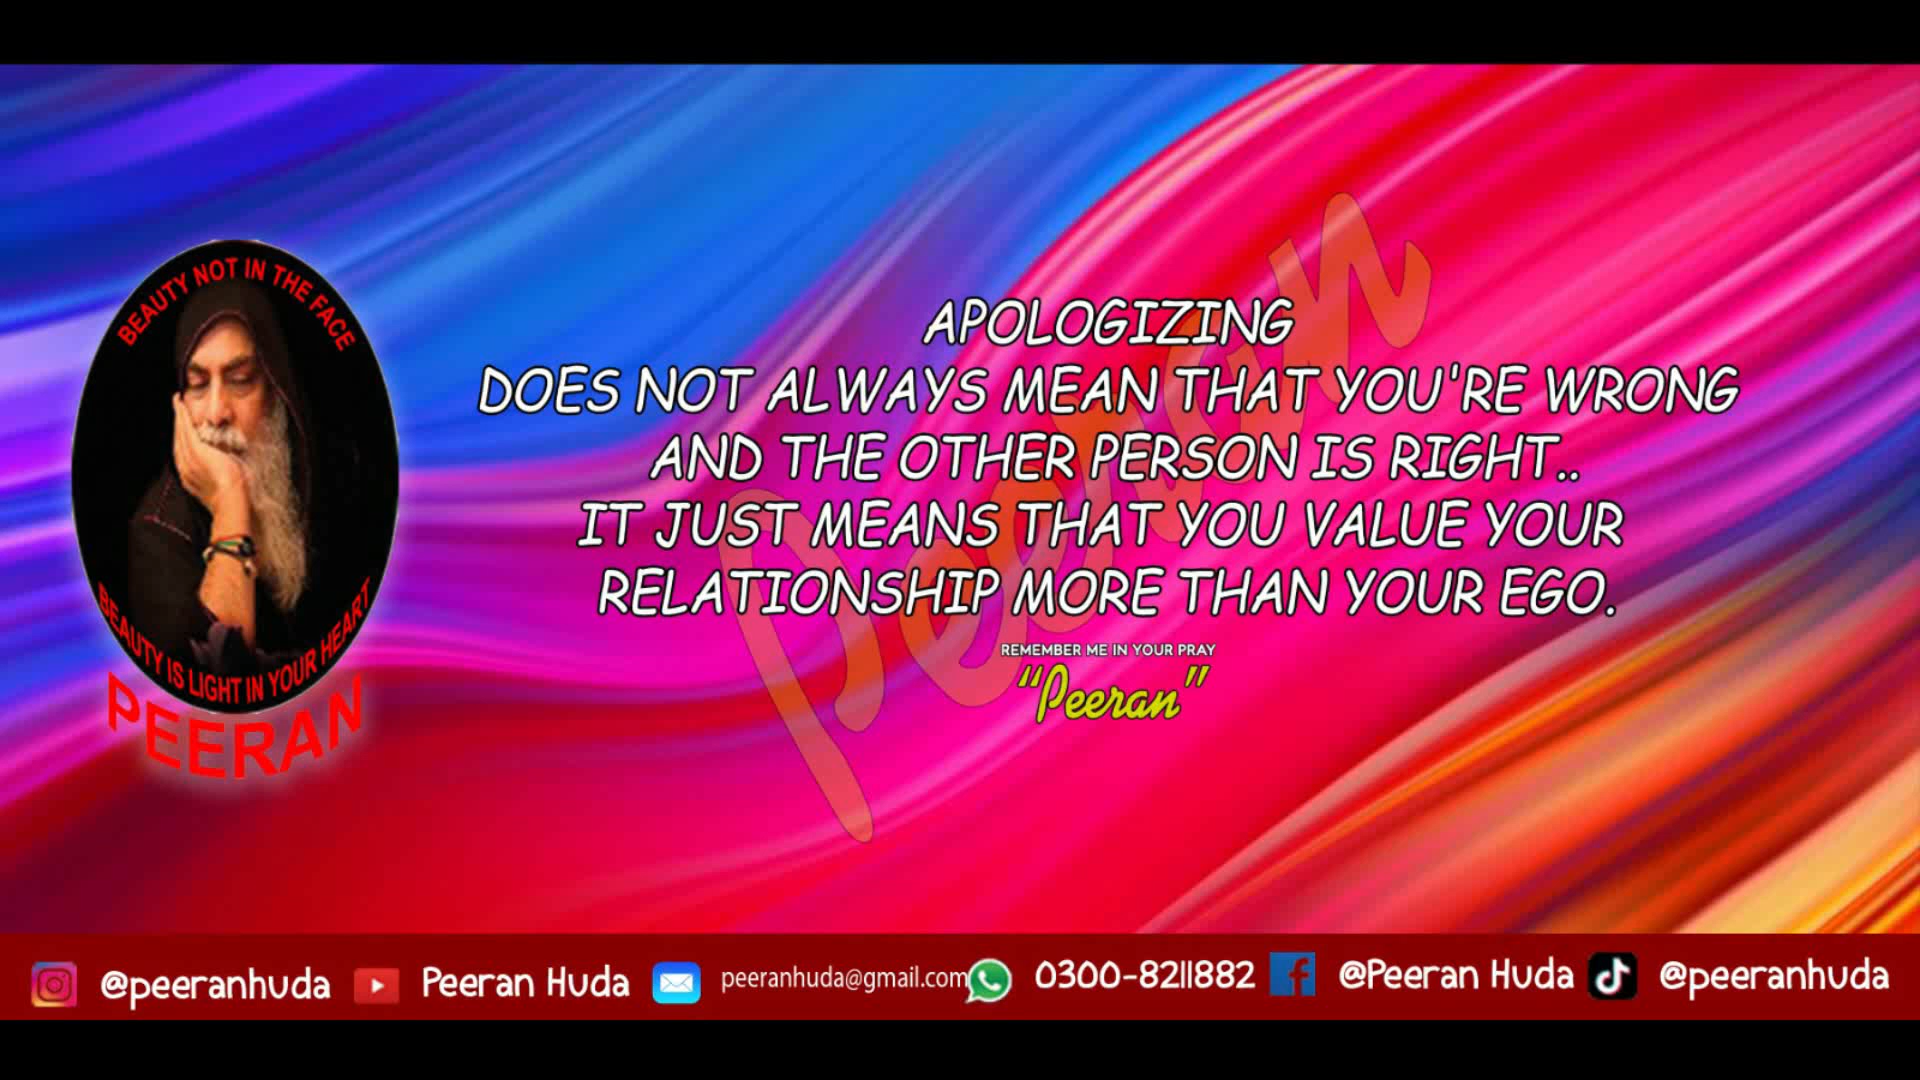 BEAUTY NOT IN THE FACE
BEAUTY IS LIGHT IN YOUR HEART
PEERAN
Peeran
APOLOGIZING
DOES NOT ALWAYS MEAN THAT YOU'RE WRONG
AND THE OTHER PERSON IS RIGHT..
IT JUST MEANS THAT YOU VALUE YOUR
RELATIONSHIP MORE THAN YOUR EGO.
REMEMBER ME IN YOUR PRAY
"Peeran"
@peeranhuda Peeran Huda peeranhuda@gmail.com 0300-8211882 @Peeran Huda @peeranhuda